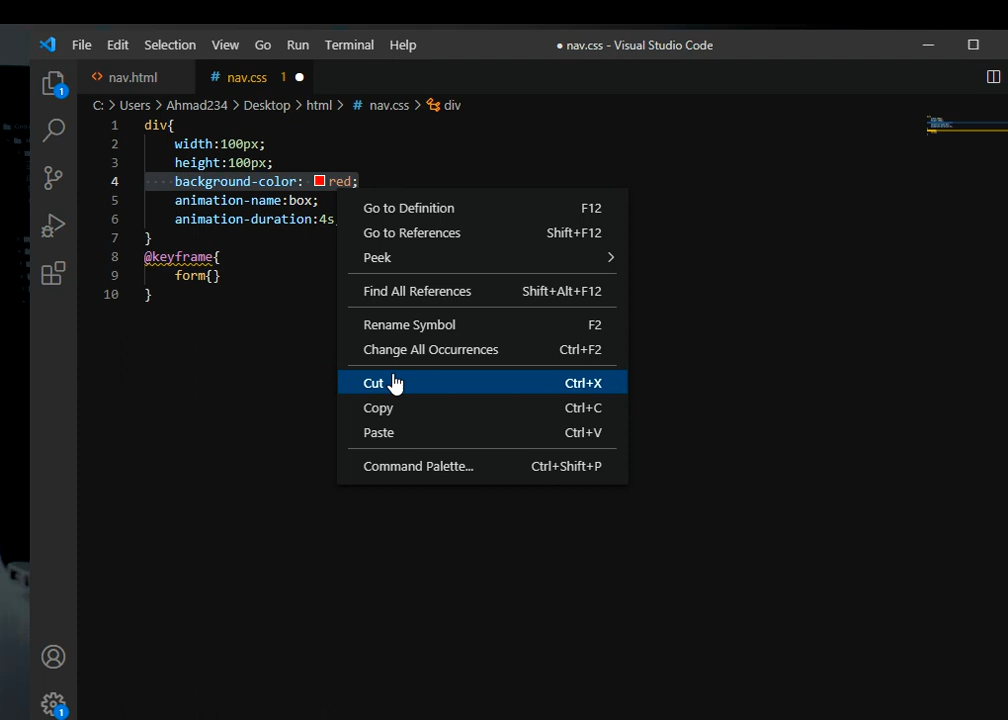 File Edit Selection View Go Run Terminal Help ● nav.css - Visual Studio Code
<> nav.html # nav.css 1 ●
C: > Users > Ahmad234 > Desktop > html > # nav.css > div
1 div{
2 width:100px;
3 height:100px;
4 background-color: red;
5 animation-name:box;
6 animation-duration:4s
7 }
8 @keyframe{
9 form{}
10 }
Go to Definition F12
Go to References Shift+F12
Peek >
Find All References Shift+Alt+F12
Rename Symbol F2
Change All Occurrences Ctrl+F2
Cut Ctrl+X
Copy Ctrl+C
Paste Ctrl+V
Command Palette... Ctrl+Shift+P
1
1